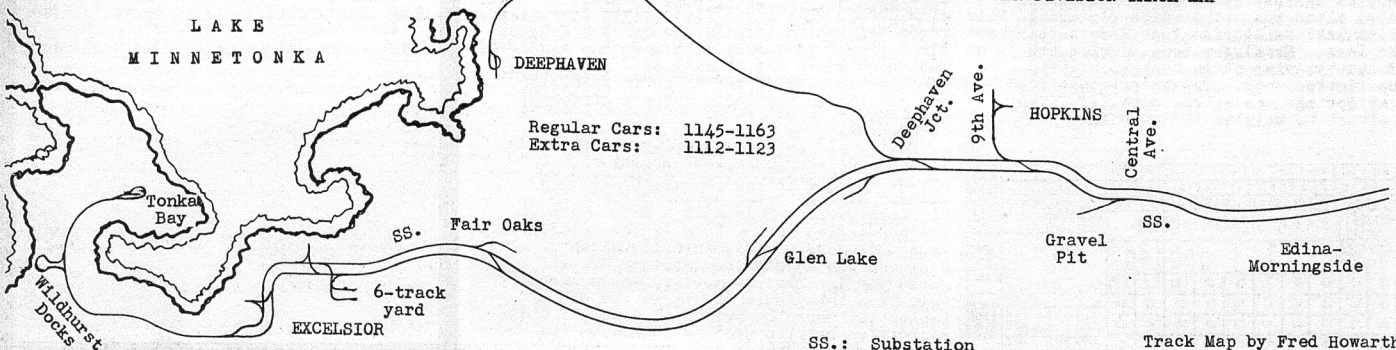 LAKE
MINNETONKA
DEEPHAVEN
Regular Cars: 1145-1163
Extra Cars: 1112-1123
Deephaven
Jct.
9th Ave.
HOPKINS
Central
Ave.
Tonka
Bay
SS.
Fair Oaks
Glen Lake
Gravel
Pit
SS.
Edina-
Morningside
Wildhurst
Docks
6-track
yard
EXCELSIOR
SS.: Substation
Track Map by Fred Howarth